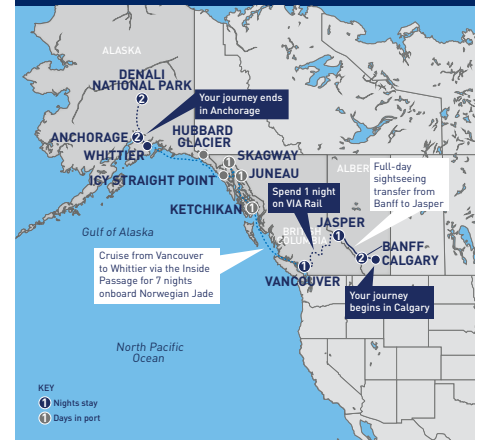 ALASKA
DENALI
NATIONAL PARK
2
Your journey ends
in Anchorage
ANCHORAGE
2
WHITTIER
HUBBARD
GLACIER
1
SKAGWAY
ICY STRAIGHT POINT
1
JUNEAU
KETCHIKAN
1
Spend 1 night
on VIA Rail
ALBER
Full-day
sightseeing
transfer from
Banff to Jasper
JASPER
1
BRITISH
COLUMBIA
Gulf of Alaska
Cruise from Vancouver
to Whittier via the Inside
Passage for 7 nights
onboard Norwegian Jade
BANFF
2
CALGARY
1
VANCOUVER
Your journey
begins in Calgary
North Pacific
Ocean
KEY
1 Nights stay
1 Days in port